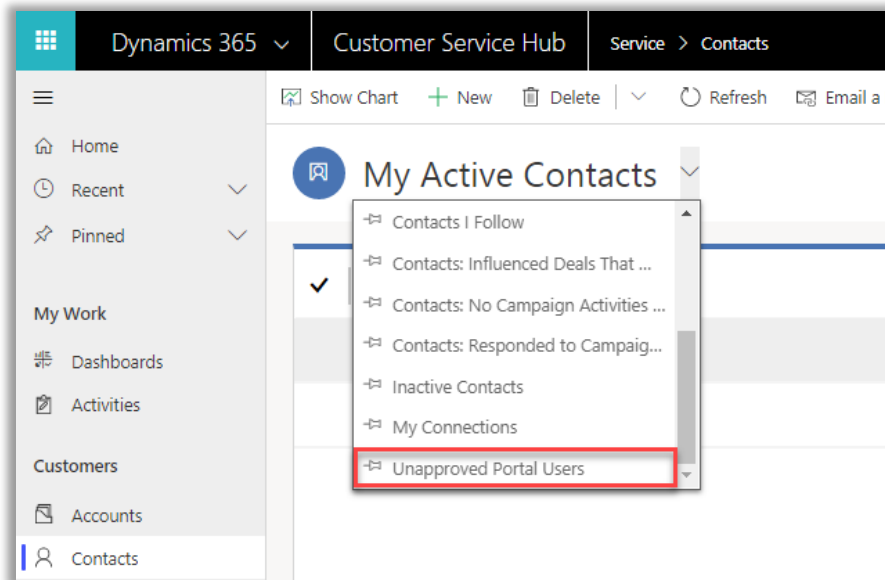 Dynamics 365 Customer Service Hub Service > Contacts
Show Chart New Delete Refresh Email a
Home
Recent
Pinned
My Work
Dashboards
Activities
Customers
Accounts
Contacts
My Active Contacts
Contacts I Follow
Contacts: Influenced Deals That ...
Contacts: No Campaign Activities ...
Contacts: Responded to Campaig...
Inactive Contacts
My Connections
Unapproved Portal Users